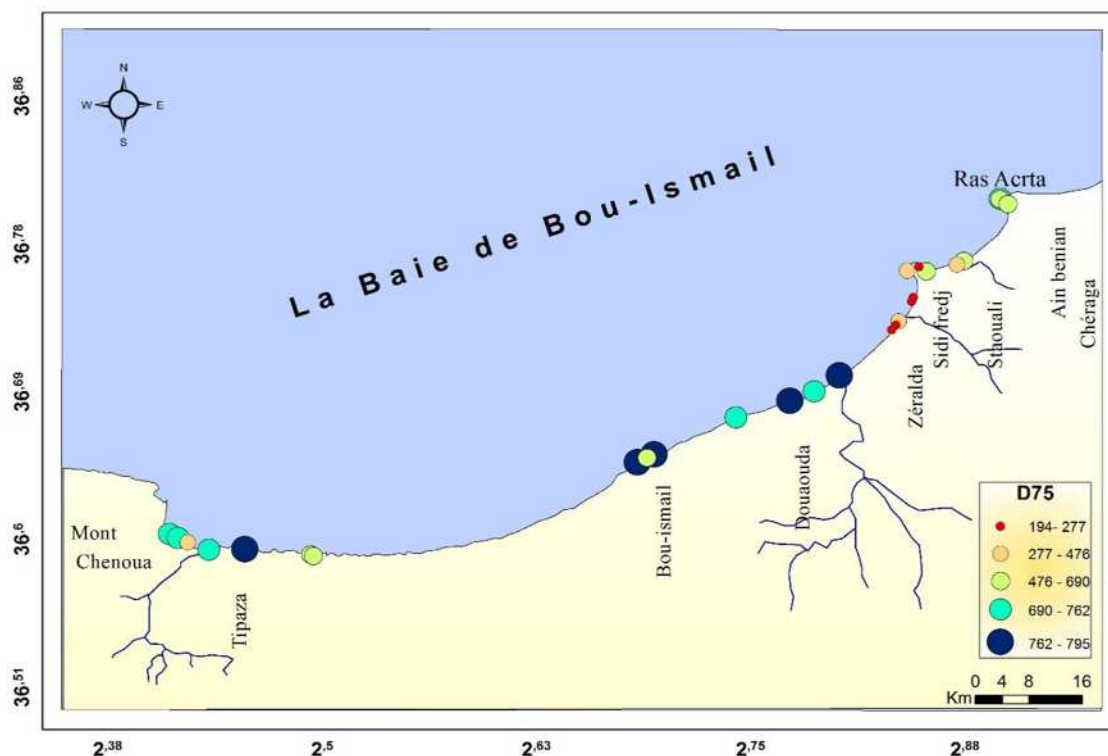 N
W E
S
La Baie de Bou-Ismail
Ras Acrta
Ain benian
Chéraga
Staouali
Sidi fredj
Zéralda
Douaouda
Bou-ismail
Mont
Chenoua
Tipaza
D75
194- 277
277 - 476
476 - 690
690 - 762
762 - 795
0 4 8 16
Km
36,86
36,78
36,69
36,6
36,51
2,38 2,5 2,63 2,75 2,88